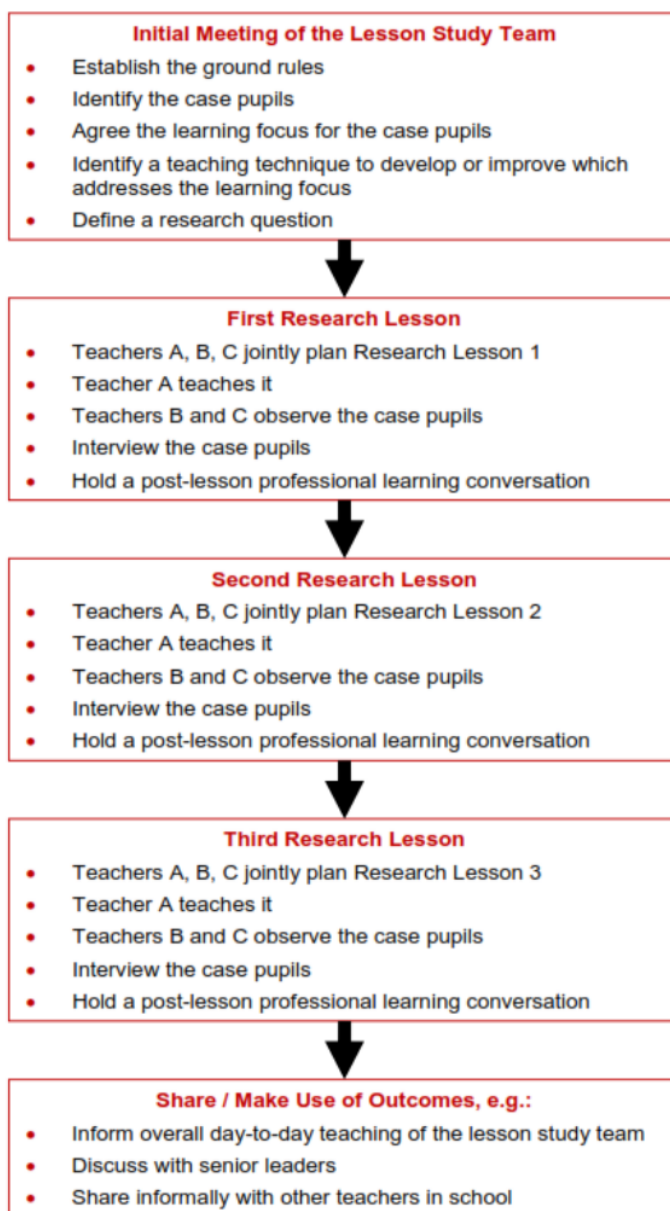 Initial Meeting of the Lesson Study Team
• Establish the ground rules
• Identify the case pupils
• Agree the learning focus for the case pupils
• Identify a teaching technique to develop or improve which
addresses the learning focus
• Define a research question
First Research Lesson
• Teachers A, B, C jointly plan Research Lesson 1
• Teacher A teaches it
• Teachers B and C observe the case pupils
• Interview the case pupils
• Hold a post-lesson professional learning conversation
Second Research Lesson
• Teachers A, B, C jointly plan Research Lesson 2
• Teacher A teaches it
• Teachers B and C observe the case pupils
• Interview the case pupils
• Hold a post-lesson professional learning conversation
Third Research Lesson
• Teachers A, B, C jointly plan Research Lesson 3
• Teacher A teaches it
• Teachers B and C observe the case pupils
• Interview the case pupils
• Hold a post-lesson professional learning conversation
Share / Make Use of Outcomes, e.g.:
• Inform overall day-to-day teaching of the lesson study team
• Discuss with senior leaders
• Share informally with other teachers in school